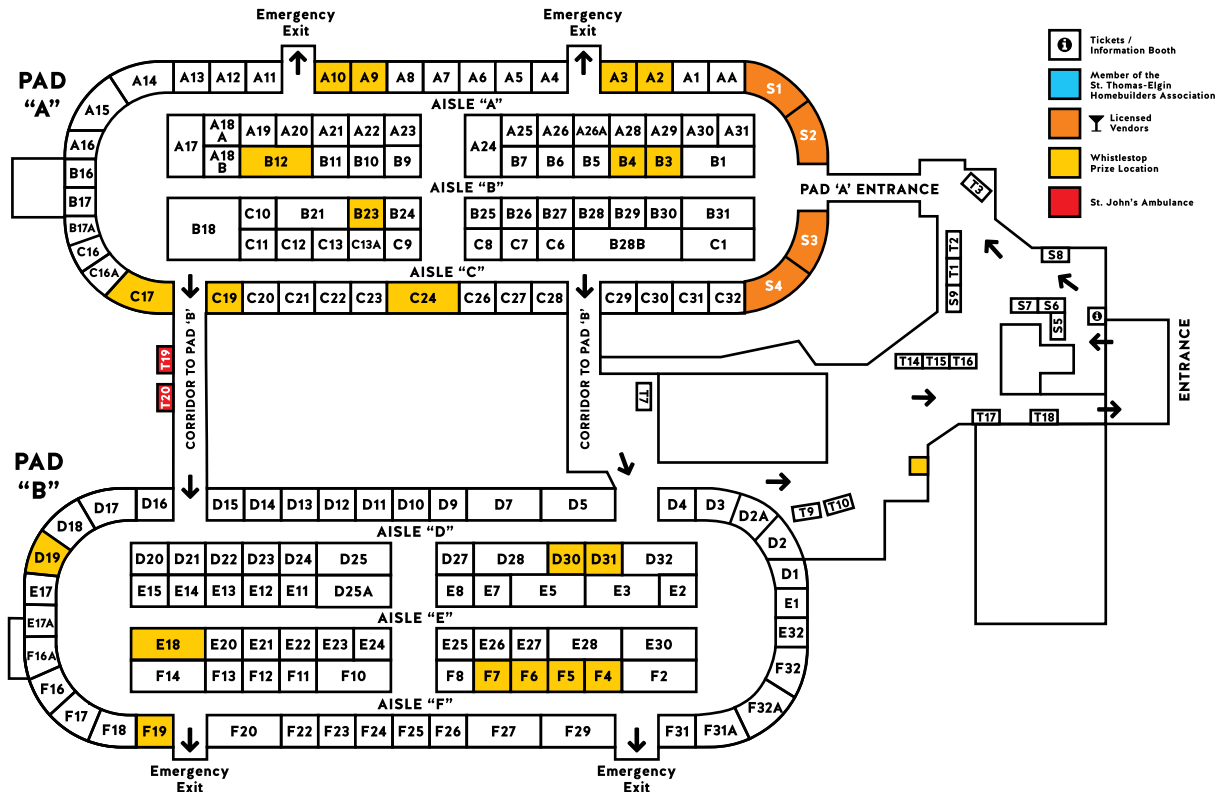 Emergency
Exit
Emergency
Exit
PAD
"A"
A14
A13
A12
A11
A10
A9
A8
A7
A6
A5
A4
A3
A2
A1
AA
S1
S2
AISLE "A"
A15
A16
B16
B17
B17A
C16
C16A
C17
A17
A18
A
A19
A20
A21
A22
A23
A18
B
B12
B11
B10
B9
A24
A25
A26
A26A
A28
A29
A30
A31
B7
B6
B5
B4
B3
B1
AISLE "B"
PAD 'A' ENTRANCE
B18
C10
B21
B23
B24
C11
C12
C13
C13A
C9
B25
B26
B27
B28
B29
B30
B31
C8
C7
C6
B28B
C1
AISLE "C"
S3
S4
C19
C20
C21
C22
C23
C24
C26
C27
C28
C29
C30
C31
C32
Tickets /
Information Booth
Member of the
St. Thomas-Elgin
Homebuilders Association
Licensed
Vendors
Whistlestop
Prize Location
St. John's Ambulance
T3
T2
T1
S9
S8
S7
S6
S5
ENTRANCE
T14
T15
T16
T17
T18
T19
T20
CORRIDOR TO PAD 'B'
CORRIDOR TO PAD 'B'
T7
T9
T10
PAD
"B"
D19
D18
D17
D16
D15
D14
D13
D12
D11
D10
D9
D7
D5
D4
D3
D2A
D2
D1
E1
E32
F32
F32A
AISLE "D"
D20
D21
D22
D23
D24
D25
E15
E14
E13
E12
E11
D25A
D27
D28
D30
D31
D32
E8
E7
E5
E3
E2
AISLE "E"
E17
E17A
F16A
F16
F17
F18
F19
E18
E20
E21
E22
E23
E24
F14
F13
F12
F11
F10
E25
E26
E27
E28
E30
F8
F7
F6
F5
F4
F2
AISLE "F"
F20
F22
F23
F24
F25
F26
F27
F29
F31
F31A
Emergency
Exit
Emergency
Exit